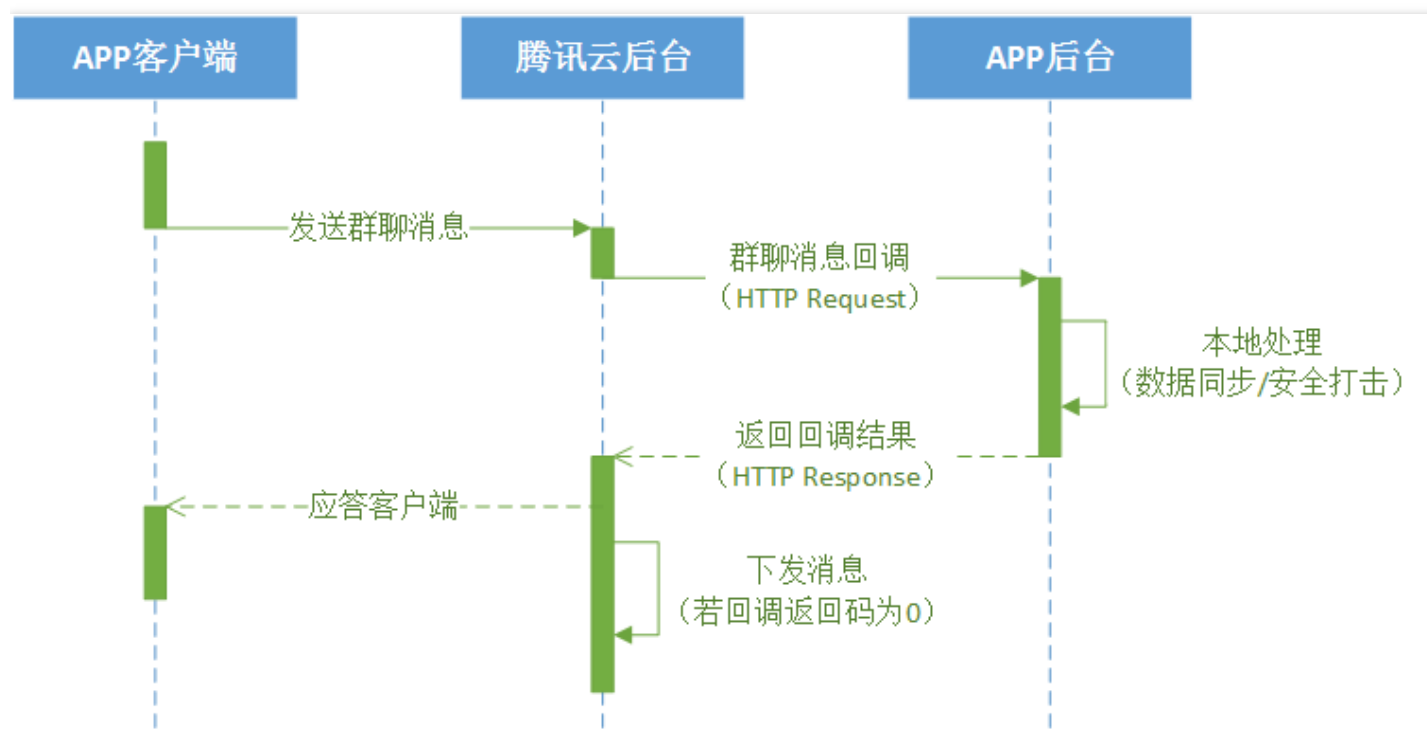 APP客户端
腾讯云后台
APP后台
发送群聊消息
群聊消息回调
（HTTP Request）
本地处理
（数据同步/安全打击）
返回回调结果
（HTTP Response）
应答客户端
下发消息
（若回调返回码为0）